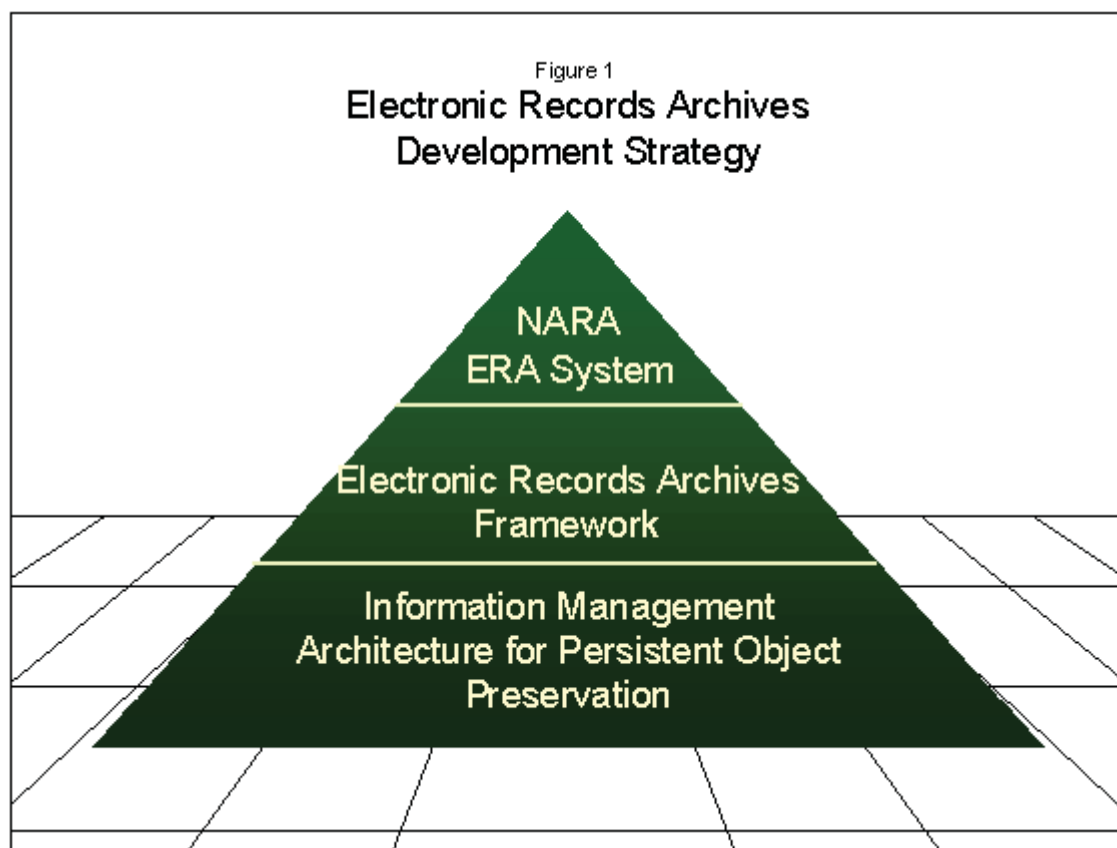 Figure 1
Electronic Records Archives
Development Strategy
NARA
ERA System
Electronic Records Archives
Framework
Information Management
Architecture for Persistent Object
Preservation